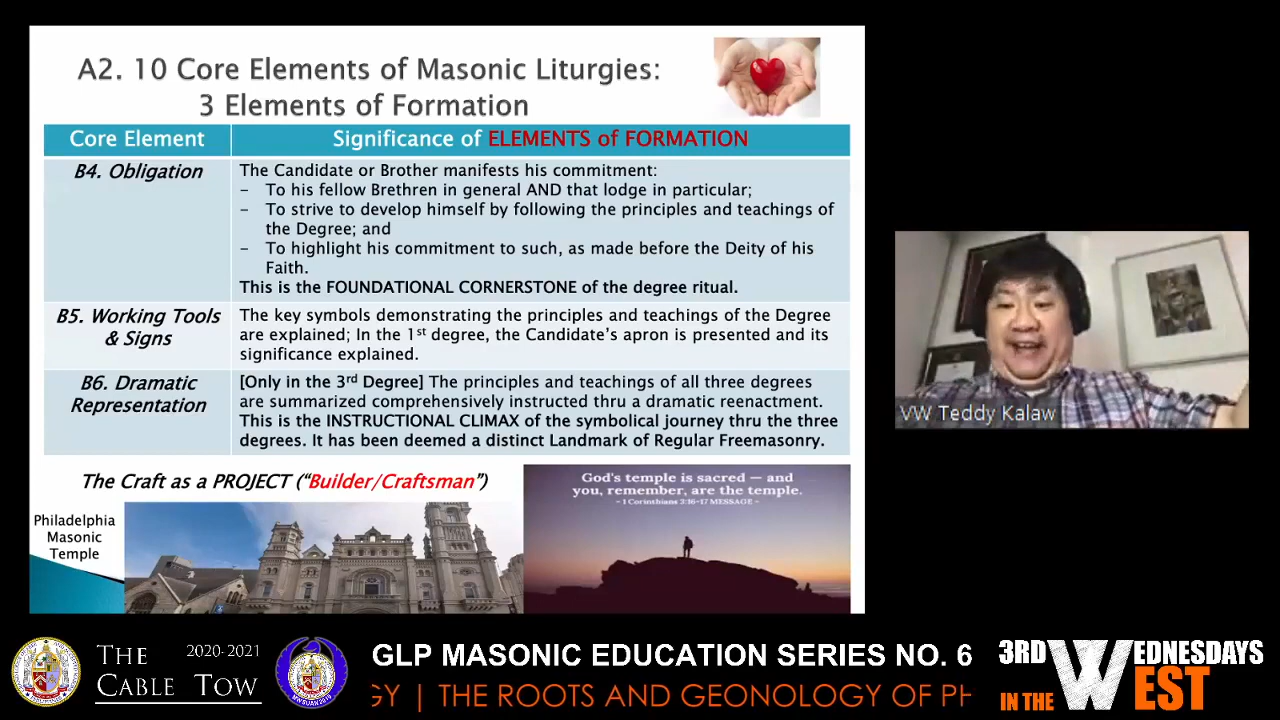 A2. 10 Core Elements of Masonic Liturgies:
3 Elements of Formation
Core Element
Significance of ELEMENTS of FORMATION
B4. Obligation
The Candidate or Brother manifests his commitment:
– To his fellow Brethren in general AND that lodge in particular;
– To strive to develop himself by following the principles and teachings of
the Degree; and
– To highlight his commitment to such, as made before the Deity of his
Faith.
This is the FOUNDATIONAL CORNERSTONE of the degree ritual.
B5. Working Tools
& Signs
The key symbols demonstrating the principles and teachings of the Degree
are explained; In the 1st degree, the Candidate's apron is presented and its
significance explained.
B6. Dramatic
Representation
[Only in the 3rd Degree] The principles and teachings of all three degrees
are summarized comprehensively instructed thru a dramatic reenactment.
This is the INSTRUCTIONAL CLIMAX of the symbolical journey thru the three
degrees. It has been deemed a distinct Landmark of Regular Freemasonry.
The Craft as a PROJECT ("Builder/Craftsman")
Philadelphia
Masonic
Temple
God's temple is sacred — and
you, remember, are the temple.
~ 1 Corinthians 3:16-17 MESSAGE ~
VW Teddy Kalaw
THE
CABLE TOW
2020-2021
GLP MASONIC EDUCATION SERIES NO. 6
GY | THE ROOTS AND GEONOLOGY OF PH
3RD
WEDNESDAYS
IN THE
WEST